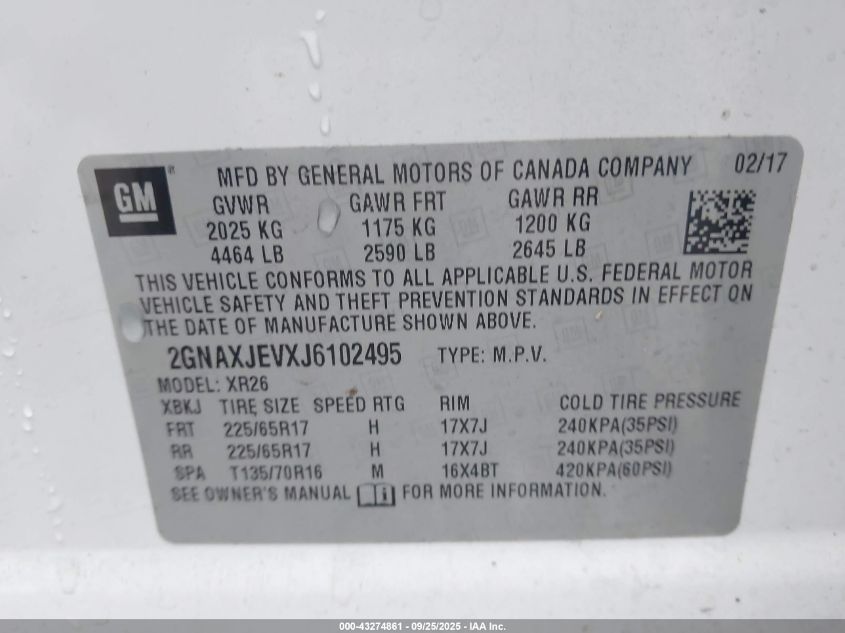 GM®
MFD BY GENERAL MOTORS OF CANADA COMPANY 02/17
GVWR GAWR FRT GAWR RR
2025 KG 1175 KG 1200 KG
4464 LB 2590 LB 2645 LB
THIS VEHICLE CONFORMS TO ALL APPLICABLE U.S. FEDERAL MOTOR
VEHICLE SAFETY AND THEFT PREVENTION STANDARDS IN EFFECT ON
THE DATE OF MANUFACTURE SHOWN ABOVE.
2GNAXJEVXJ6102495 TYPE: M.P.V.
MODEL: XR26
XBKJ TIRE SIZE SPEED RTG RIM COLD TIRE PRESSURE
FRT 225/65R17 H 17X7J 240KPA(35PSI)
RR 225/65R17 H 17X7J 240KPA(35PSI)
SPA T135/70R16 M 16X4BT 420KPA(60PSI)
SEE OWNER'S MANUAL i FOR MORE INFORMATION.
000-43274861 - 09/25/2025 - IAA Inc.